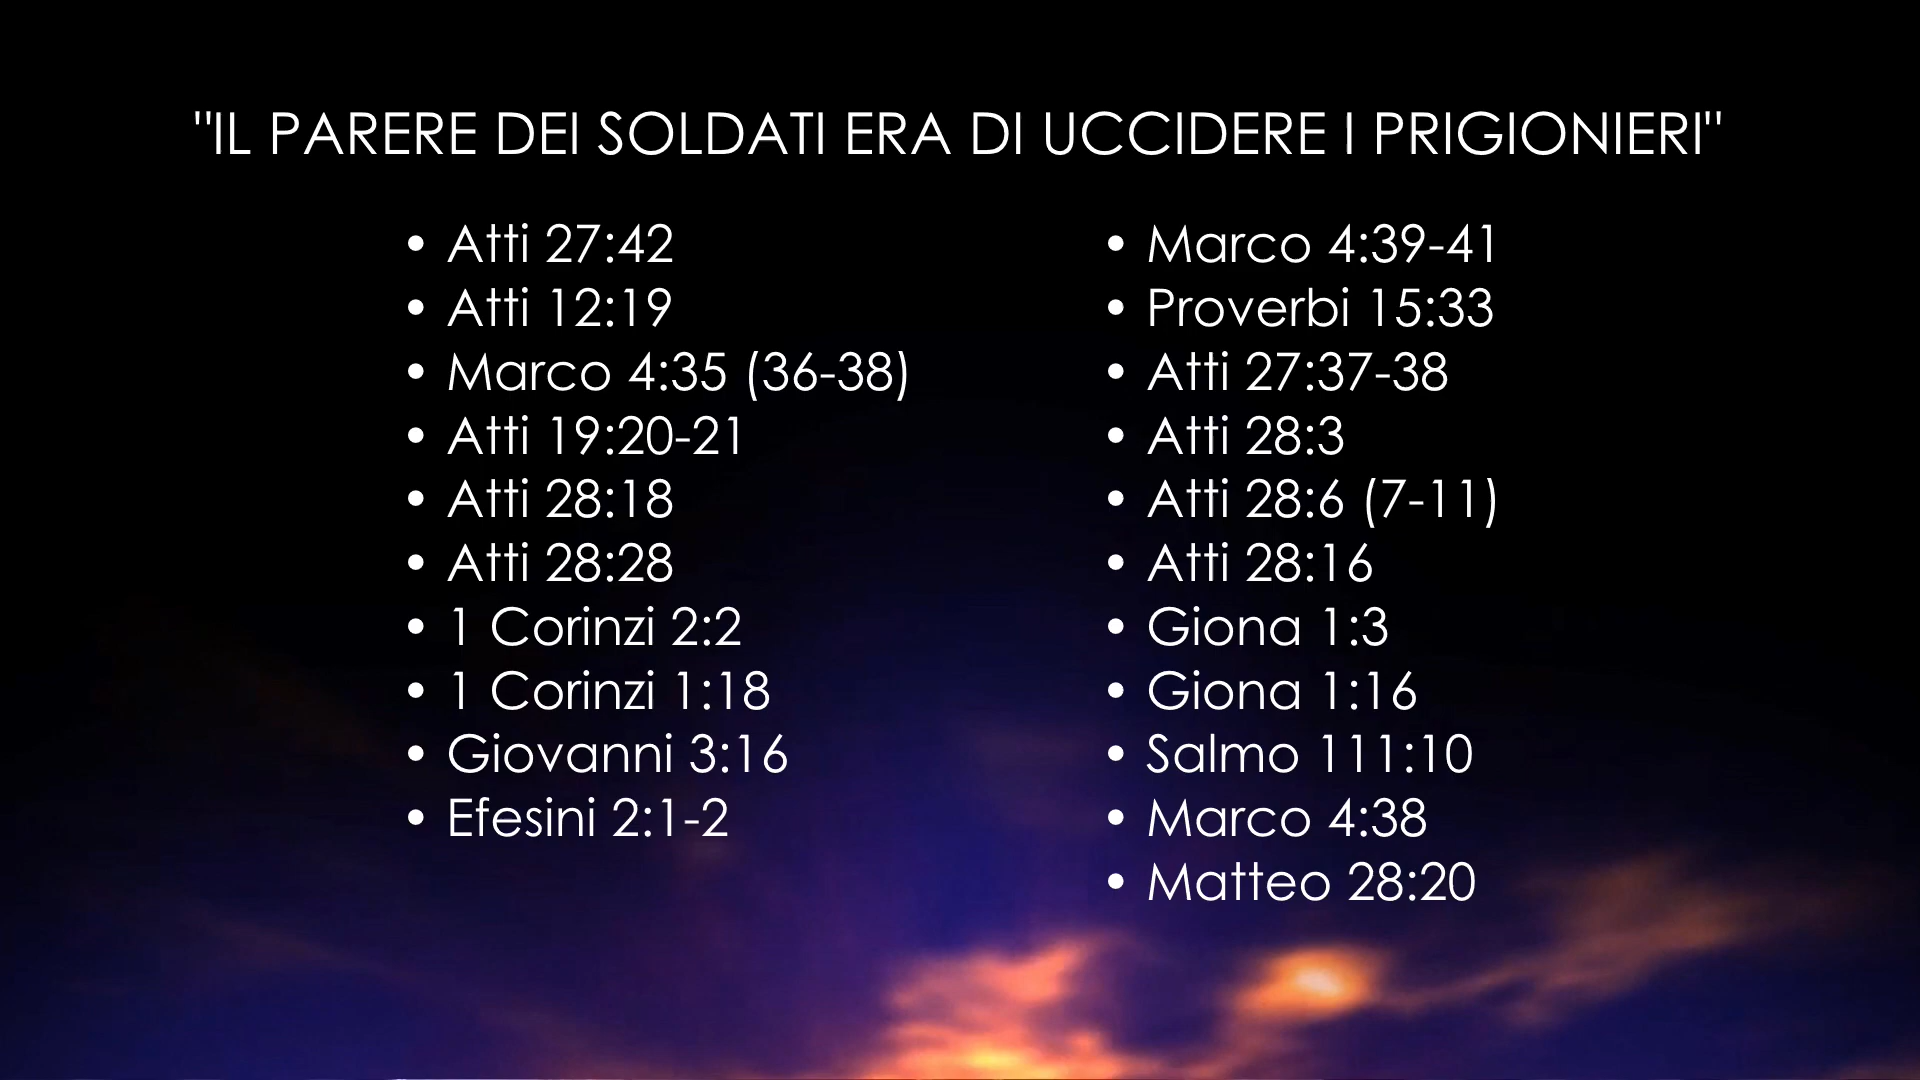 "IL PARERE DEI SOLDATI ERA DI UCCIDERE I PRIGIONIERI"
• Atti 27:42
• Atti 12:19
• Marco 4:35 (36-38)
• Atti 19:20-21
• Atti 28:18
• Atti 28:28
• 1 Corinzi 2:2
• 1 Corinzi 1:18
• Giovanni 3:16
• Efesini 2:1-2
• Marco 4:39-41
• Proverbi 15:33
• Atti 27:37-38
• Atti 28:3
• Atti 28:6 (7-11)
• Atti 28:16
• Giona 1:3
• Giona 1:16
• Salmo 111:10
• Marco 4:38
• Matteo 28:20